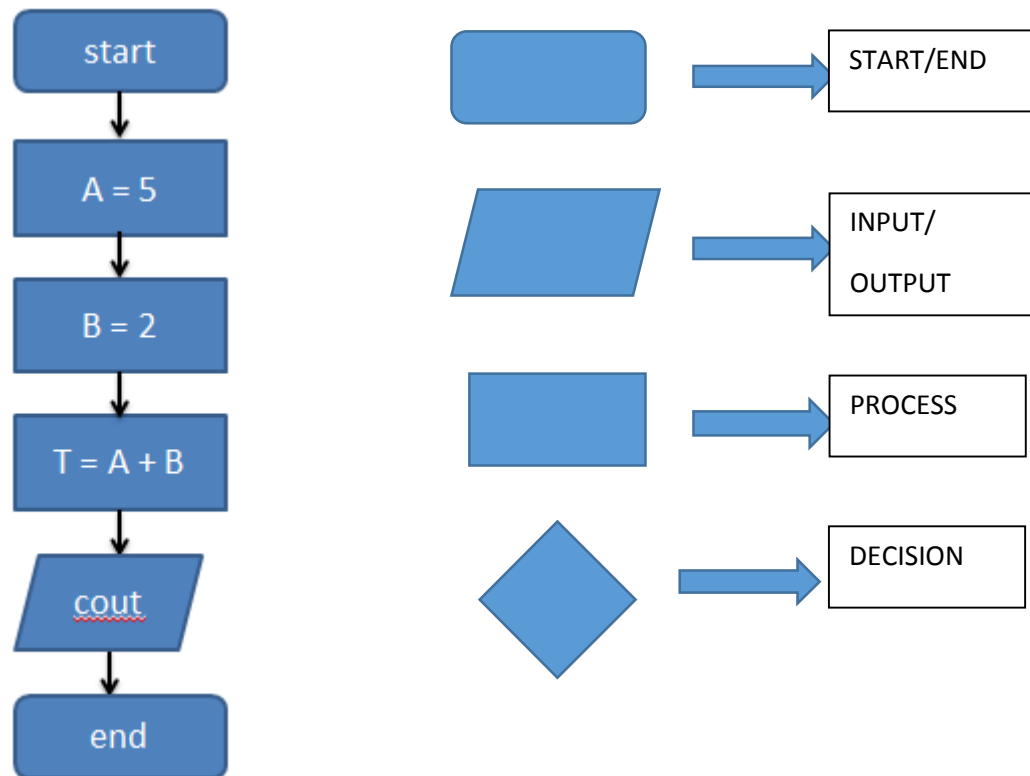 start
A = 5
B = 2
T = A + B
cout
end
START/END
INPUT/
OUTPUT
PROCESS
DECISION